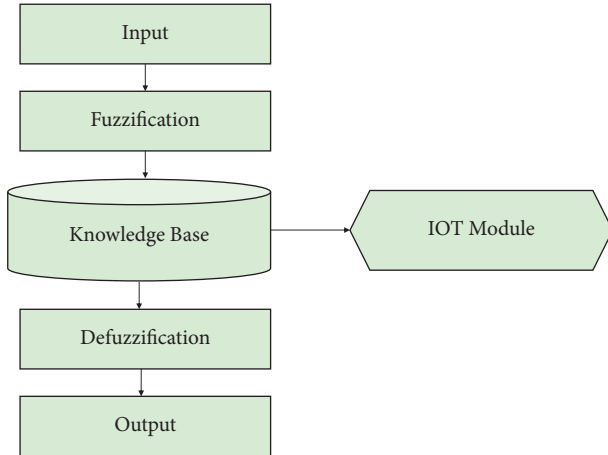 Input
Fuzzification
Knowledge Base
IOT Module
Defuzzification
Output